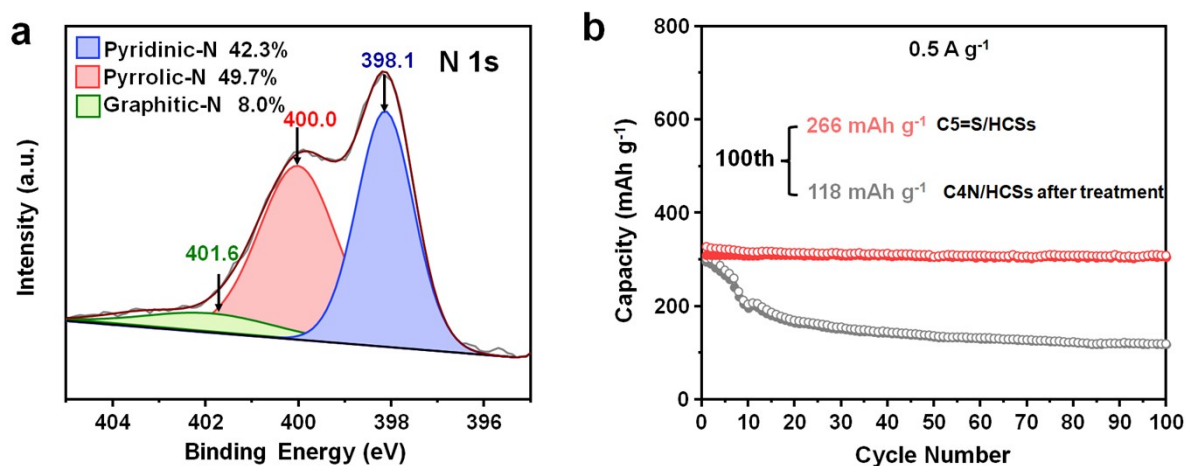 a
Pyridinic-N 42.3%
Pyrrolic-N 49.7%
Graphitic-N 8.0%
N 1s
398.1
400.0
401.6
Intensity (a.u.)
404 402 400 398 396
Binding Energy (eV)
b
0.5 A g⁻¹
100th
266 mAh g⁻¹ C5=S/HCSs
118 mAh g⁻¹ C4N/HCSs after treatment
Capacity (mAh g⁻¹)
800
600
400
200
0
0 10 20 30 40 50 60 70 80 90 100
Cycle Number